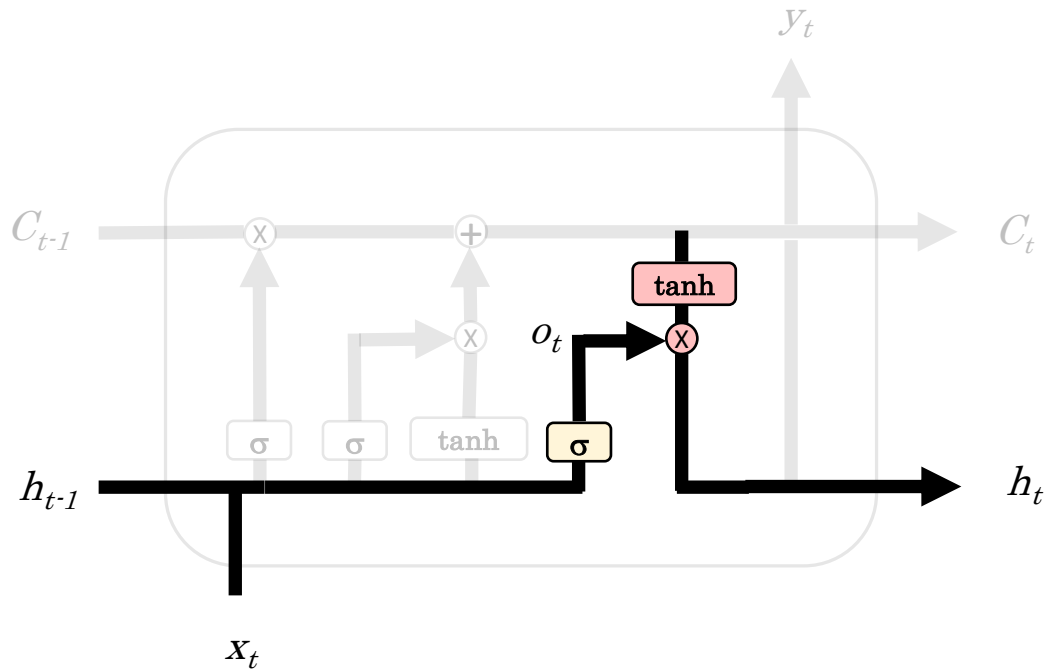 y_t
C_{t-1} x + C_t
tanh
o_t x x
σ σ tanh σ
h_{t-1} h_t
x_t